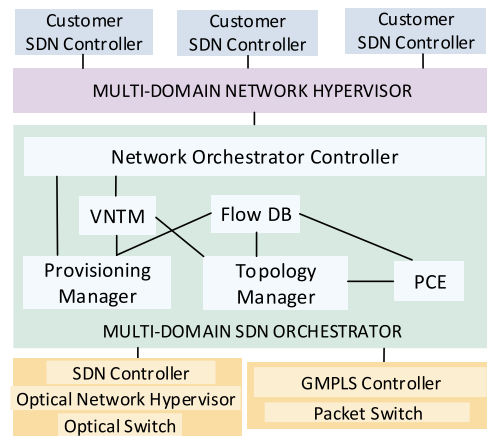 Customer
SDN Controller
Customer
SDN Controller
Customer
SDN Controller
MULTI-DOMAIN NETWORK HYPERVISOR
Network Orchestrator Controller
VNTM
Flow DB
Provisioning
Manager
Topology
Manager
PCE
MULTI-DOMAIN SDN ORCHESTRATOR
SDN Controller
Optical Network Hypervisor
Optical Switch
GMPLS Controller
Packet Switch